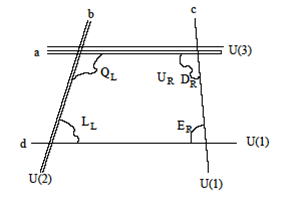 b
c
a
U(3)
Q_L
U_R D_R
L_L
E_R
d
U(1)
U(2)
U(1)